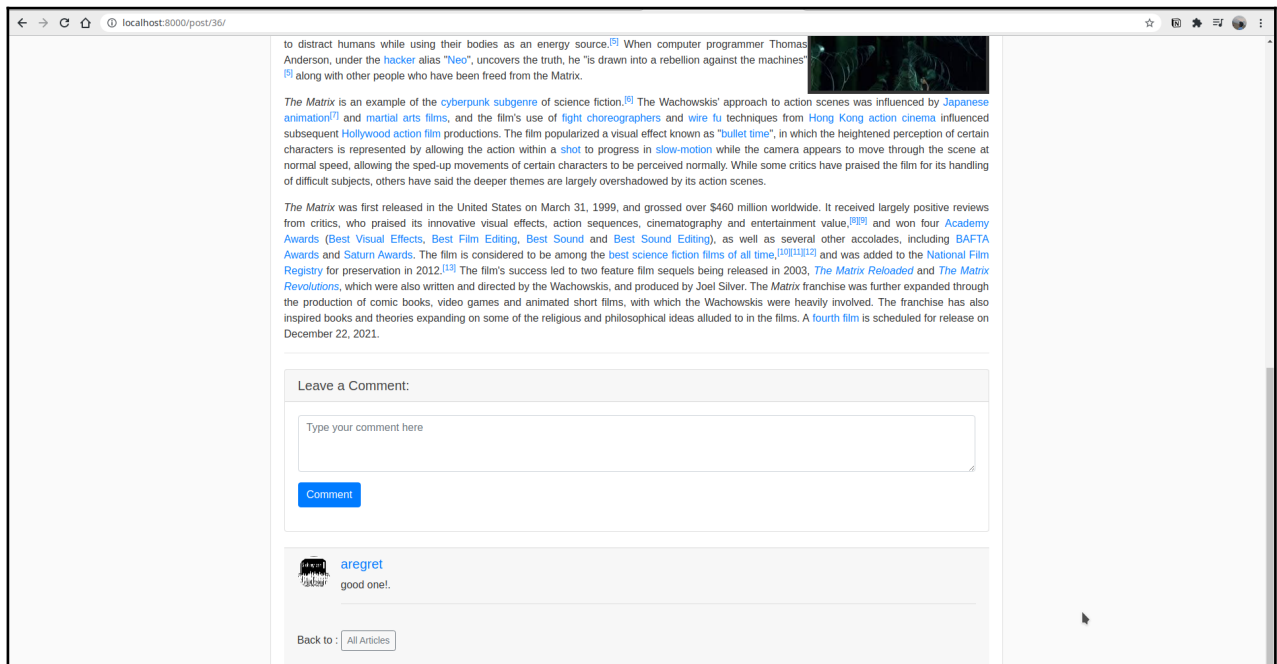 localhost:8000/post/36/
to distract humans while using their bodies as an energy source.[5] When computer programmer Thomas
Anderson, under the hacker alias "Neo", uncovers the truth, he "is drawn into a rebellion against the machines"
[5] along with other people who have been freed from the Matrix.
The Matrix is an example of the cyberpunk subgenre of science fiction.[6] The Wachowskis' approach to action scenes was influenced by Japanese
animation[7] and martial arts films, and the film's use of fight choreographers and wire fu techniques from Hong Kong action cinema influenced
subsequent Hollywood action film productions. The film popularized a visual effect known as "bullet time", in which the heightened perception of certain
characters is represented by allowing the action within a shot to progress in slow-motion while the camera appears to move through the scene at
normal speed, allowing the sped-up movements of certain characters to be perceived normally. While some critics have praised the film for its handling
of difficult subjects, others have said the deeper themes are largely overshadowed by its action scenes.
The Matrix was first released in the United States on March 31, 1999, and grossed over $460 million worldwide. It received largely positive reviews
from critics, who praised its innovative visual effects, action sequences, cinematography and entertainment value,[8][9] and won four Academy
Awards (Best Visual Effects, Best Film Editing, Best Sound and Best Sound Editing), as well as several other accolades, including BAFTA
Awards and Saturn Awards. The film is considered to be among the best science fiction films of all time,[10][11][12] and was added to the National Film
Registry for preservation in 2012.[13] The film's success led to two feature film sequels being released in 2003, The Matrix Reloaded and The Matrix
Revolutions, which were also written and directed by the Wachowskis, and produced by Joel Silver. The Matrix franchise was further expanded through
the production of comic books, video games and animated short films, with which the Wachowskis were heavily involved. The franchise has also
inspired books and theories expanding on some of the religious and philosophical ideas alluded to in the films. A fourth film is scheduled for release on
December 22, 2021.
Leave a Comment:
Type your comment here
Comment
aregret
good one!.
Back to : All Articles